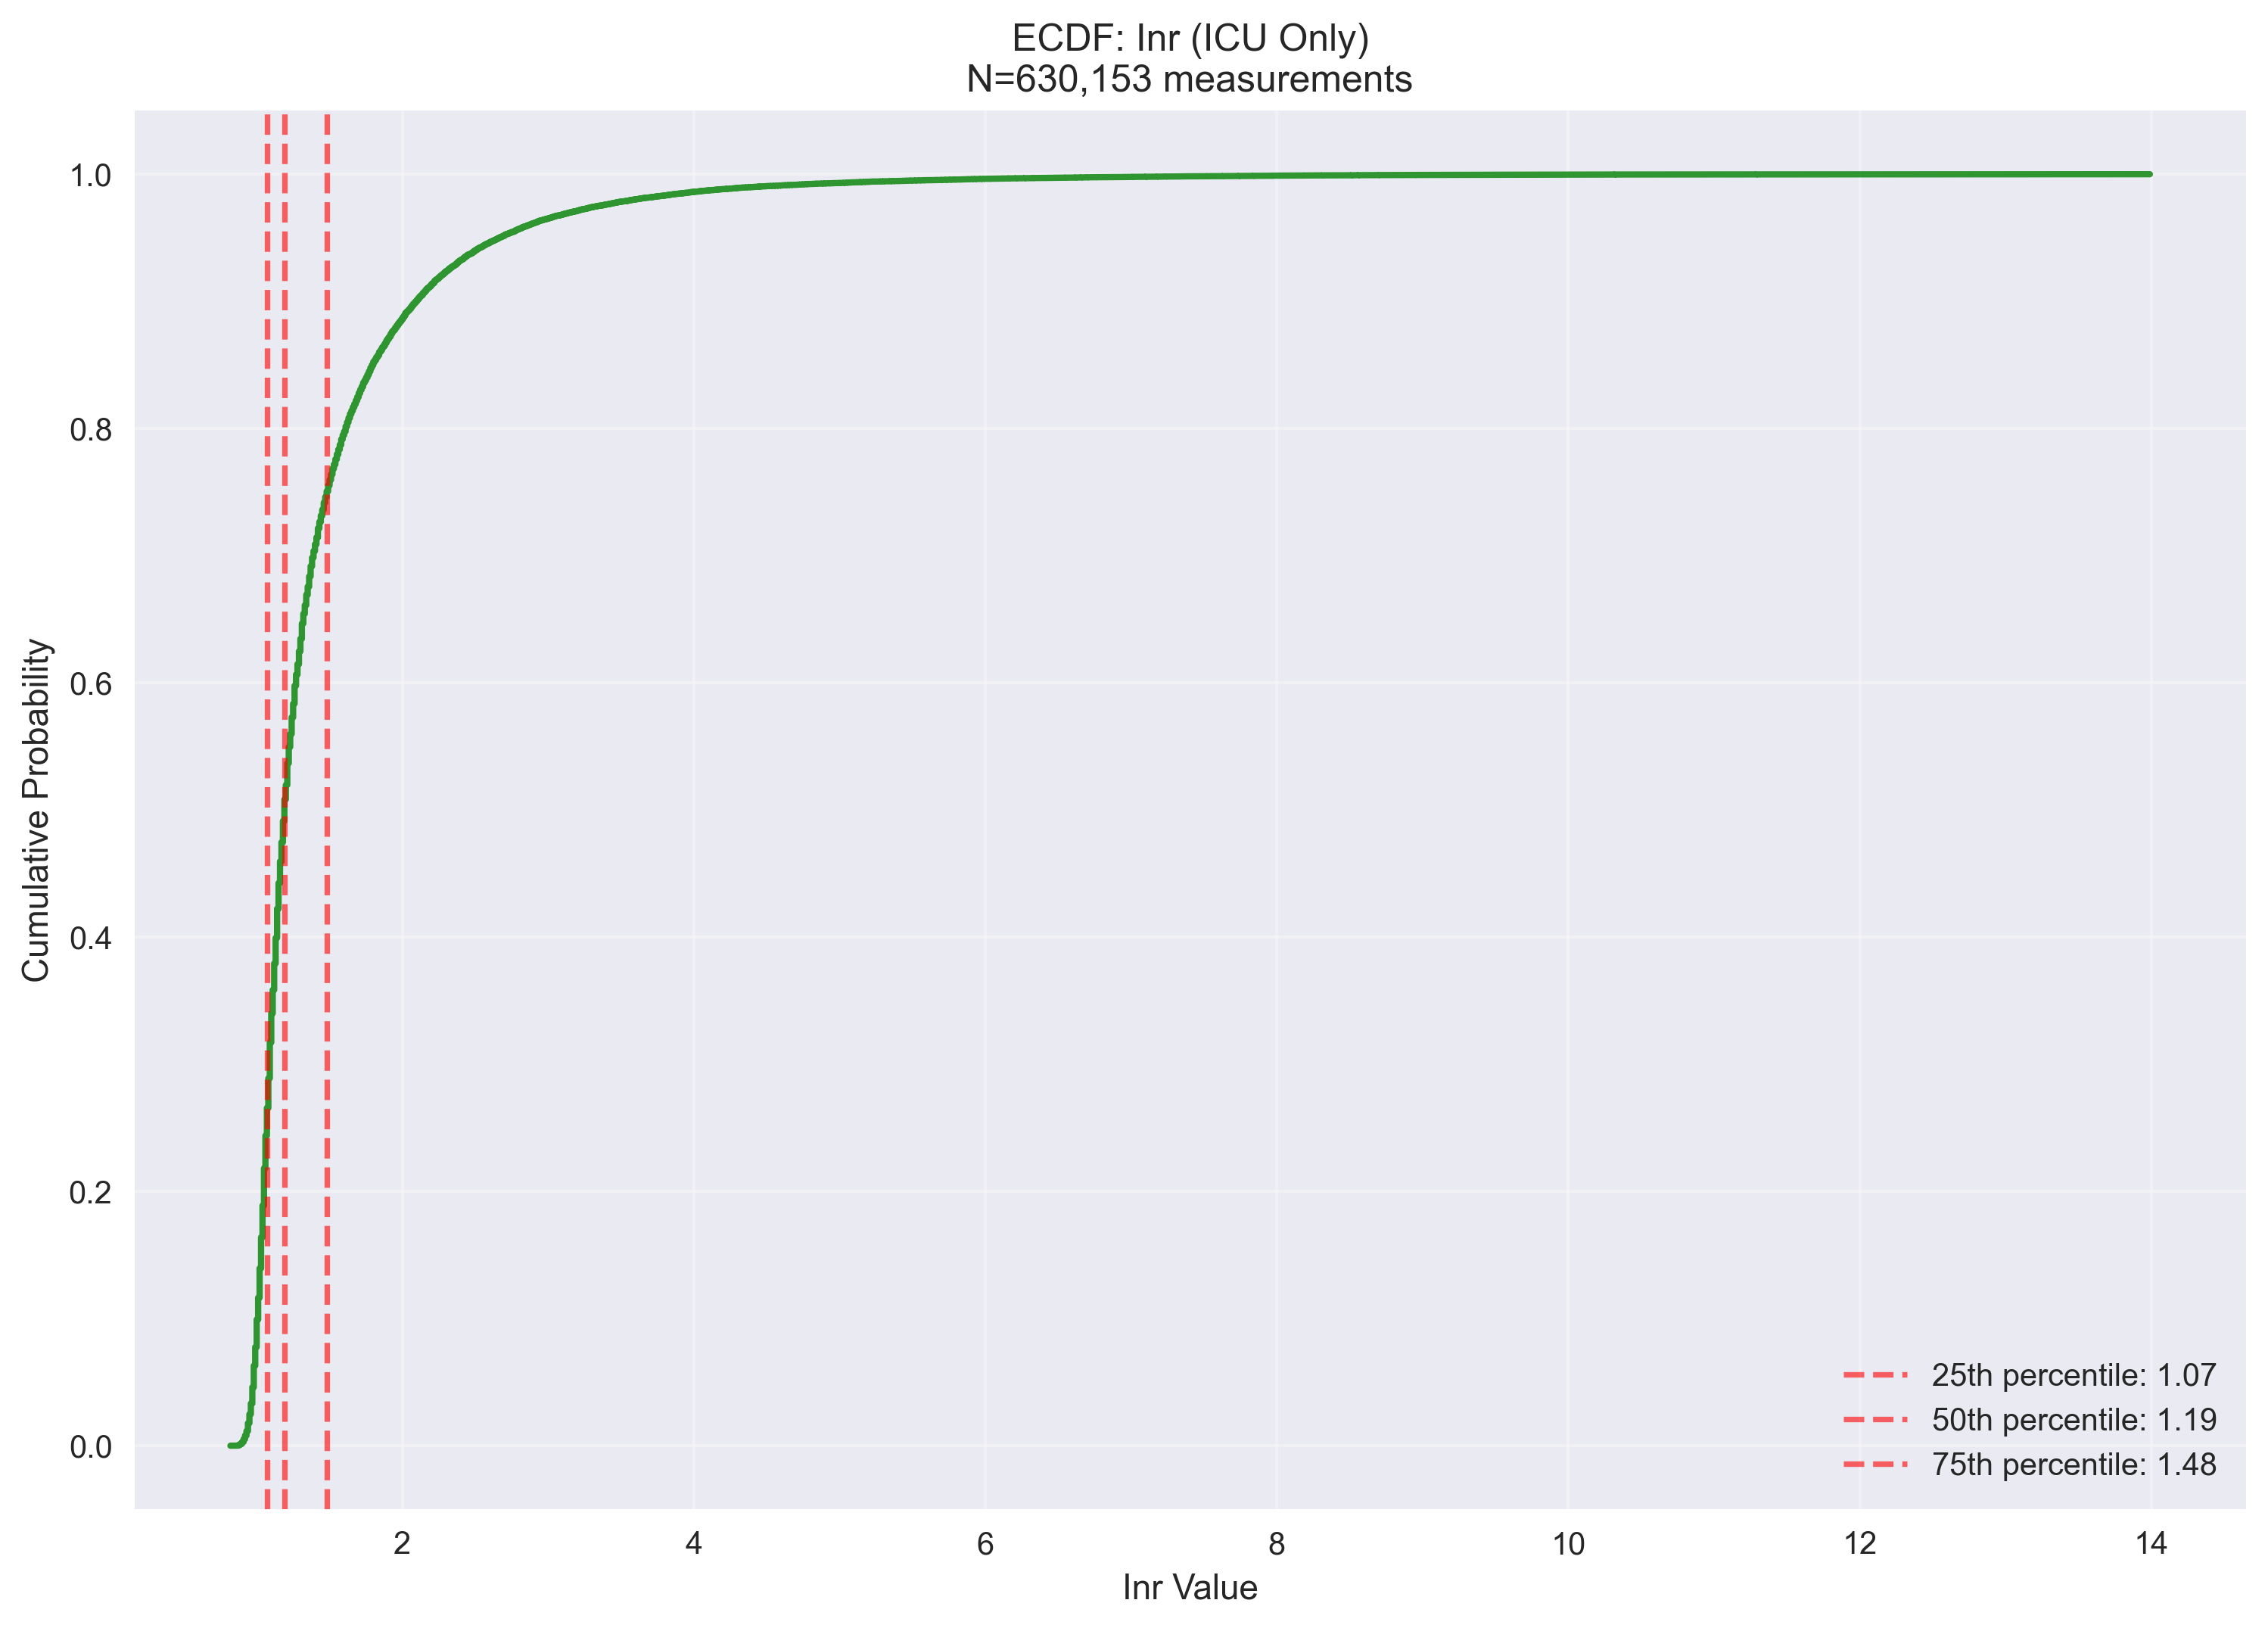 ECDF: Inr (ICU Only)
N=630,153 measurements
Cumulative Probability
1.0
0.8
0.6
0.4
0.2
0.0
25th percentile: 1.07
50th percentile: 1.19
75th percentile: 1.48
2 4 6 8 10 12 14
Inr Value